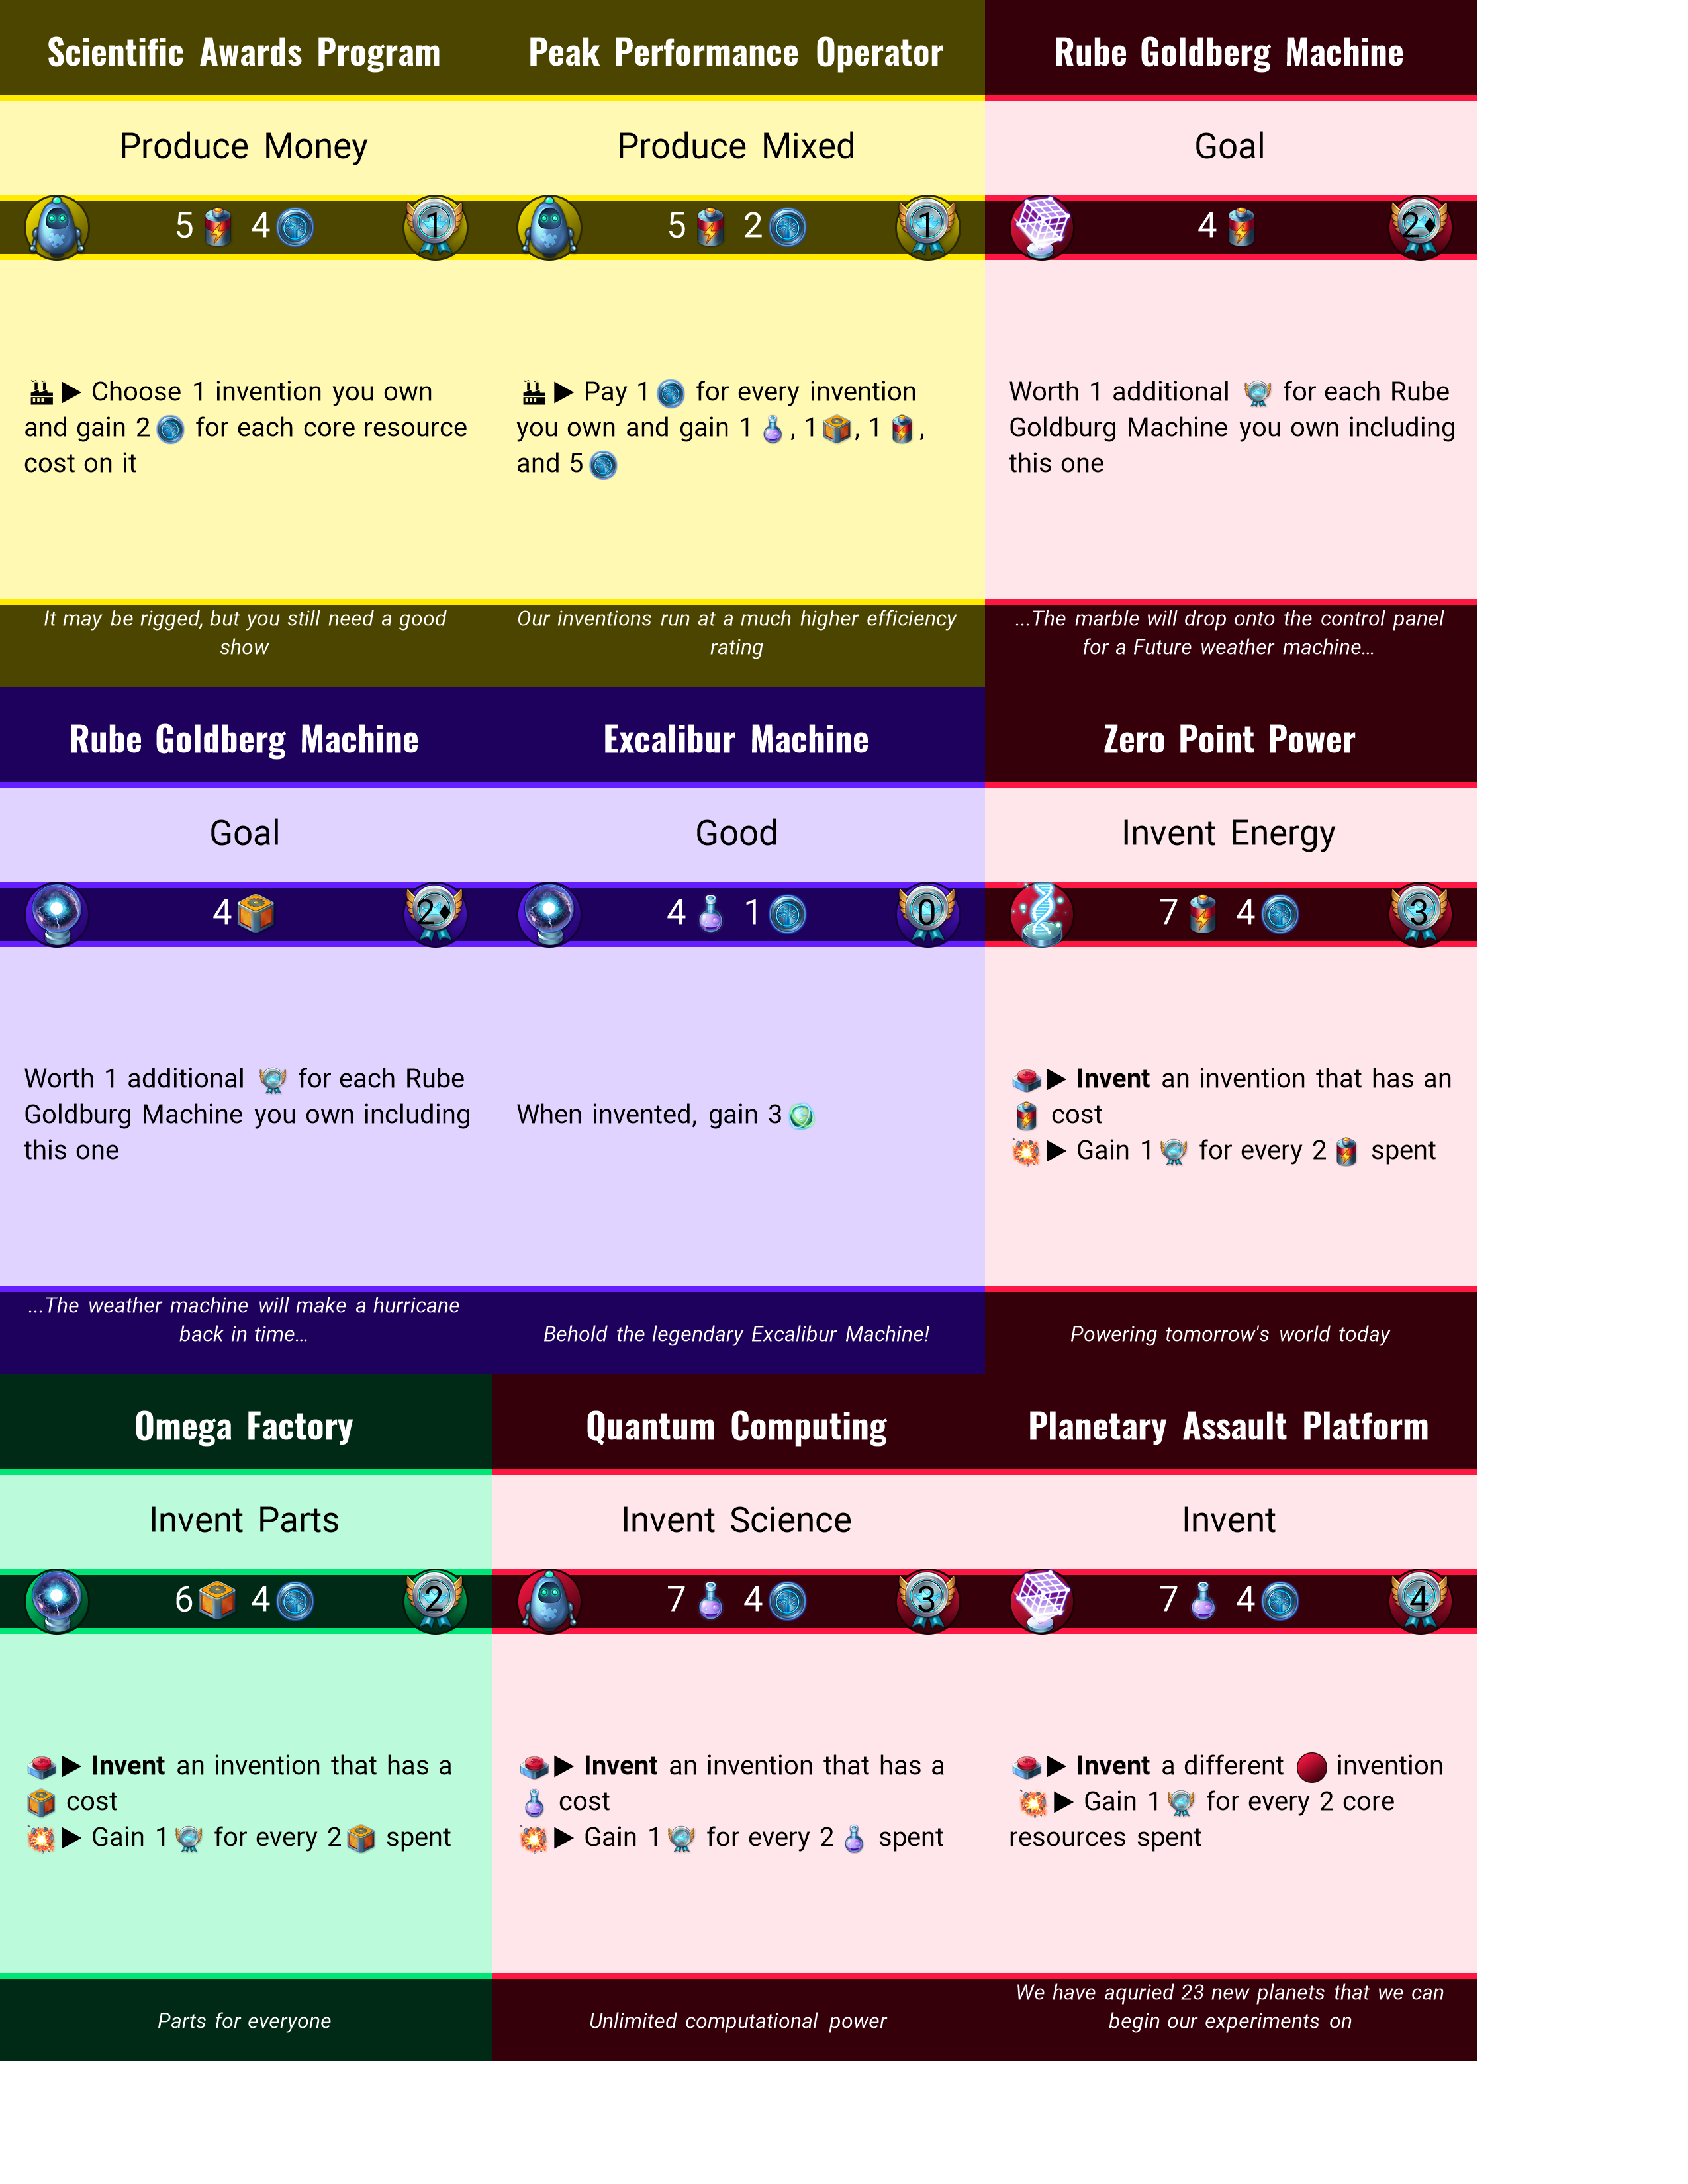 Scientific Awards Program
Produce Money
5 4 1
▶ Choose 1 invention you own
and gain 2 for each core resource
cost on it
It may be rigged, but you still need a good
show
Peak Performance Operator
Produce Mixed
5 2 1
▶ Pay 1 for every invention
you own and gain 1 , 1 , 1 ,
and 5
Our inventions run at a much higher efficiency
rating
Rube Goldberg Machine
Goal
4 2♦
Worth 1 additional for each Rube
Goldburg Machine you own including
this one
...The marble will drop onto the control panel
for a Future weather machine...
Rube Goldberg Machine
Goal
4 2♦
Worth 1 additional for each Rube
Goldburg Machine you own including
this one
...The weather machine will make a hurricane
back in time...
Excalibur Machine
Good
4 1 0
When invented, gain 3
Behold the legendary Excalibur Machine!
Zero Point Power
Invent Energy
7 4 3
▶ Invent an invention that has an
cost
▶ Gain 1 for every 2 spent
Powering tomorrow's world today
Omega Factory
Invent Parts
6 4 2
▶ Invent an invention that has a
cost
▶ Gain 1 for every 2 spent
Parts for everyone
Quantum Computing
Invent Science
7 4 3
▶ Invent an invention that has a
cost
▶ Gain 1 for every 2 spent
Unlimited computational power
Planetary Assault Platform
Invent
7 4 4
▶ Invent a different invention
▶ Gain 1 for every 2 core
resources spent
We have aquried 23 new planets that we can
begin our experiments on